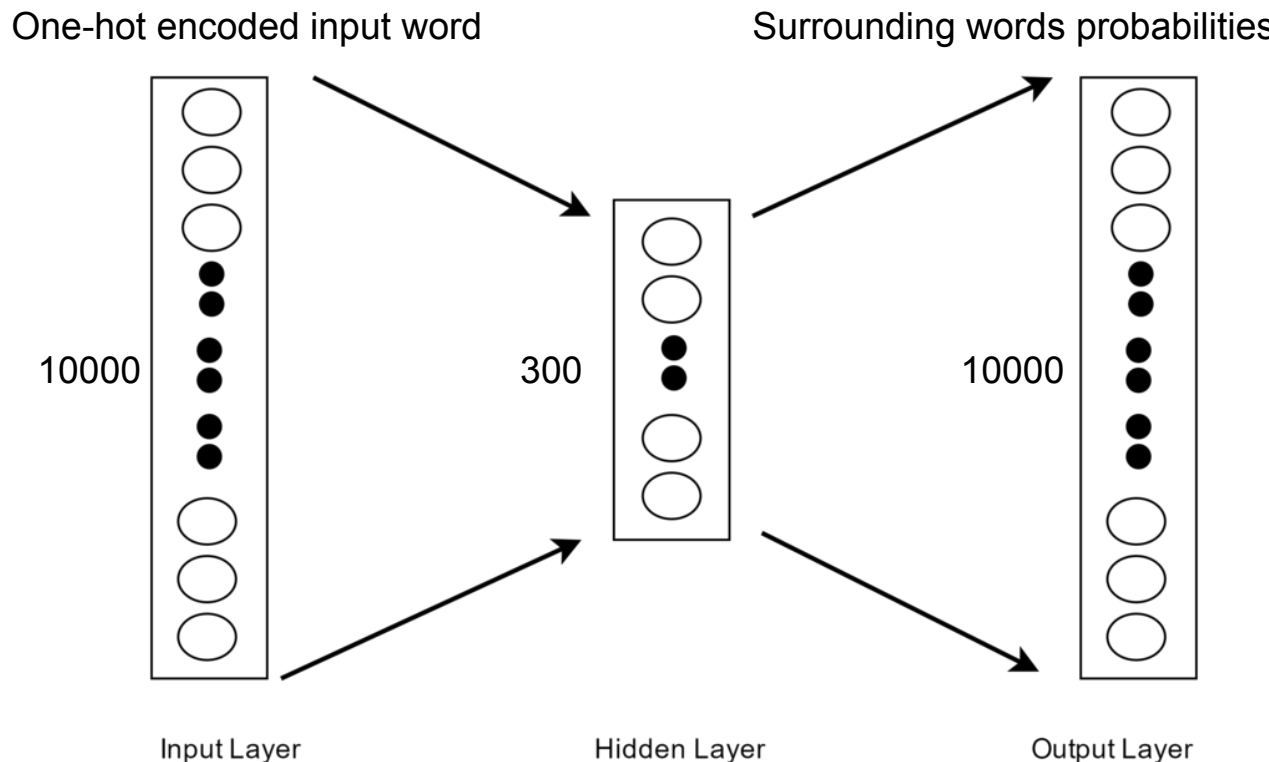 One-hot encoded input word
Surrounding words probabilities
10000
300
10000
Input Layer
Hidden Layer
Output Layer